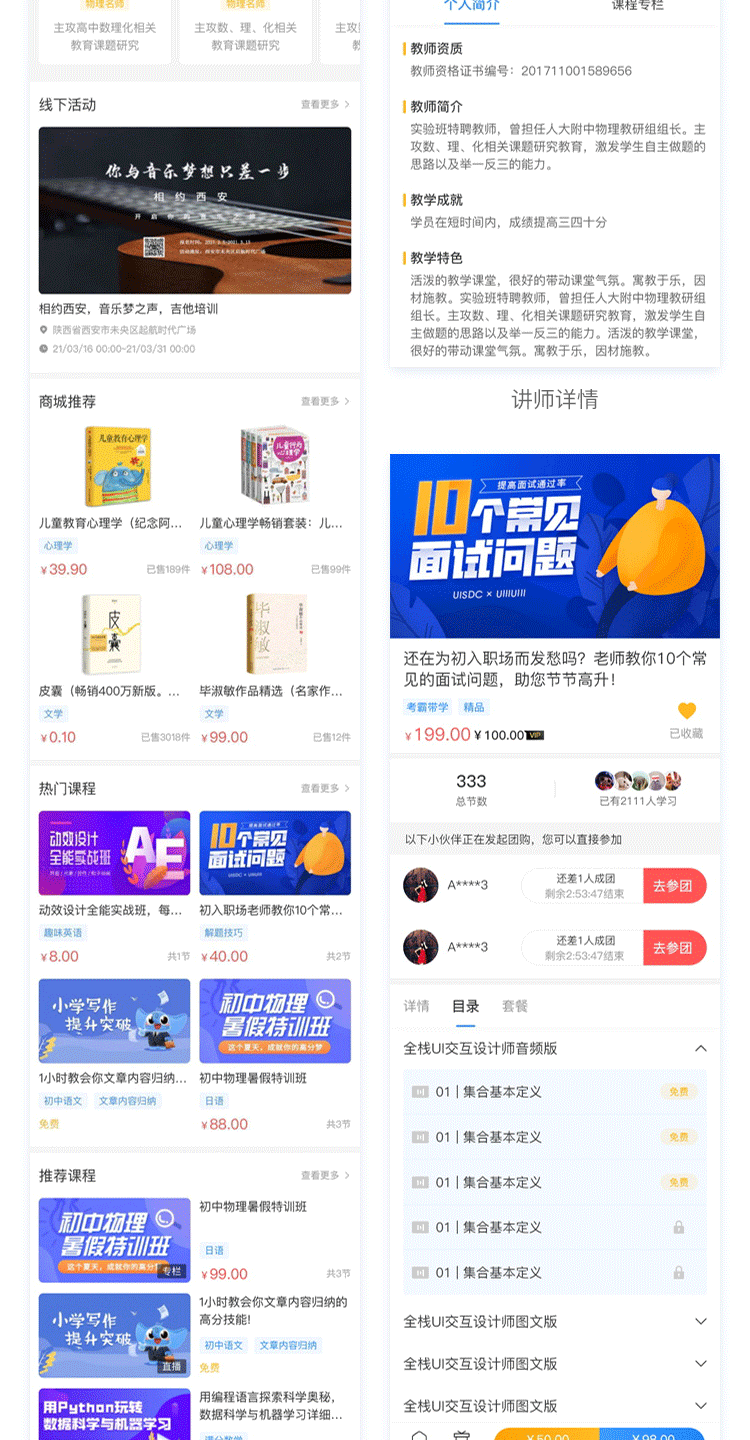 物理名师
物理名师
主攻高中数理化相关
教育课题研究
主攻数、理、化相关
教育课题研究
主
教
线下活动
查看更多
你与音乐梦想只差一步
相约西安
相约西安，音乐梦之声，吉他培训
陕西省西安市未央区起航时代广场
21/03/16 00:00~21/03/31 00:00
商城推荐
查看更多
儿童教育心理学
儿童行为
心理学
儿童教育心理学（纪念阿...
儿童心理学畅销套装：儿...
心理学
心理学
¥39.90
已售189件
¥108.00
已售99件
皮
囊
毕淑敏
皮囊（畅销400万新版。...
毕淑敏作品精选（名家作...
文学
文学
¥0.10
已售3018件
¥99.00
已售12件
热门课程
查看更多
动效设计
全能实战班
AE
10个常见
面试问题
UISDC × UIIUIII
动效设计全能实战班，每...
初入职场老师教你10个常...
趣味英语
解题技巧
¥8.00
共1节
¥40.00
共2节
小学写作
提升突破
初中物理
暑假特训班
这个夏天，成就你的高分梦
1小时教会你文章内容归纳...
初中物理暑假特训班
初中语文 文章内容归纳
日语
免费
¥88.00
共3节
推荐课程
查看更多
初中物理
暑假特训班
这个夏天，成就你的高分梦
专栏
初中物理暑假特训班
日语
¥99.00
共3节
小学写作
提升突破
直播
1小时教会你文章内容归纳的
高分技能！
初中语文 文章内容归纳
免费
用Python玩转
数据科学与机器学习
用编程语言探索科学奥秘，
数据科学与机器学习详细...
满分数学
个人简介
课程专栏
教师资质
教师资格证书编号：201711001589656
教师简介
实验班特聘教师，曾担任人大附中物理教研组组长。主
攻数、理、化相关课题研究教育，激发学生自主做题的
思路以及举一反三的能力。
教学成就
学员在短时间内，成绩提高三四十分
教学特色
活泼的教学课堂，很好的带动课堂气氛。寓教于乐，因
材施教。实验班特聘教师，曾担任人大附中物理教研组
组长。主攻数、理、化相关课题研究教育，激发学生自
主做题的思路以及举一反三的能力。活泼的教学课堂，
很好的带动课堂气氛。寓教于乐，因材施教。
讲师详情
提高面试通过率
10个常见
面试问题
UISDC × UIIUIII
还在为初入职场而发愁吗？老师教你10个常
见的面试问题，助您节节高升！
考霸带学 精品
¥199.00 ¥100.00 VIP
已收藏
333
总节数
已有2111人学习
以下小伙伴正在发起团购，您可以直接参加
A****3
还差1人成团
剩余2:53:47结束
去参团
A****3
还差1人成团
剩余2:53:47结束
去参团
详情 目录 套餐
全栈UI交互设计师音频版
01 | 集合基本定义 免费
01 | 集合基本定义 免费
01 | 集合基本定义 免费
01 | 集合基本定义
01 | 集合基本定义
全栈UI交互设计师图文版
全栈UI交互设计师图文版
全栈UI交互设计师图文版
¥50.00
¥98.00